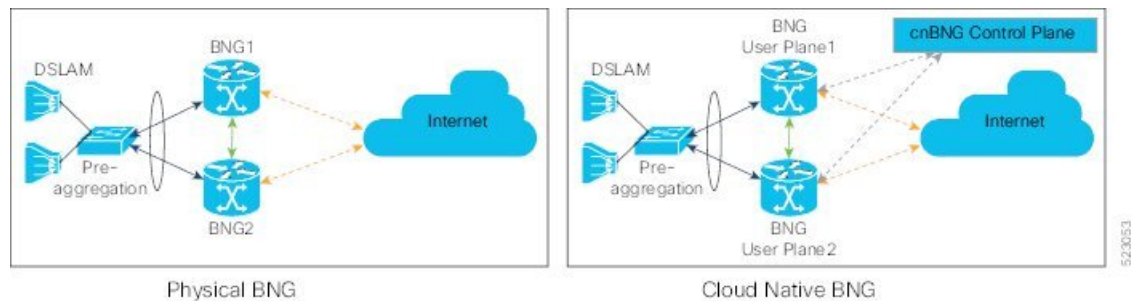 BNG1
DSLAM
Internet
Pre-
aggregation
BNG2
Physical BNG
BNG
User Plane1
cnBNG Control Plane
DSLAM
Internet
Pre-
aggregation
BNG
User Plane2
Cloud Native BNG
523053